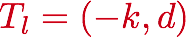 T_l = (-k, d)